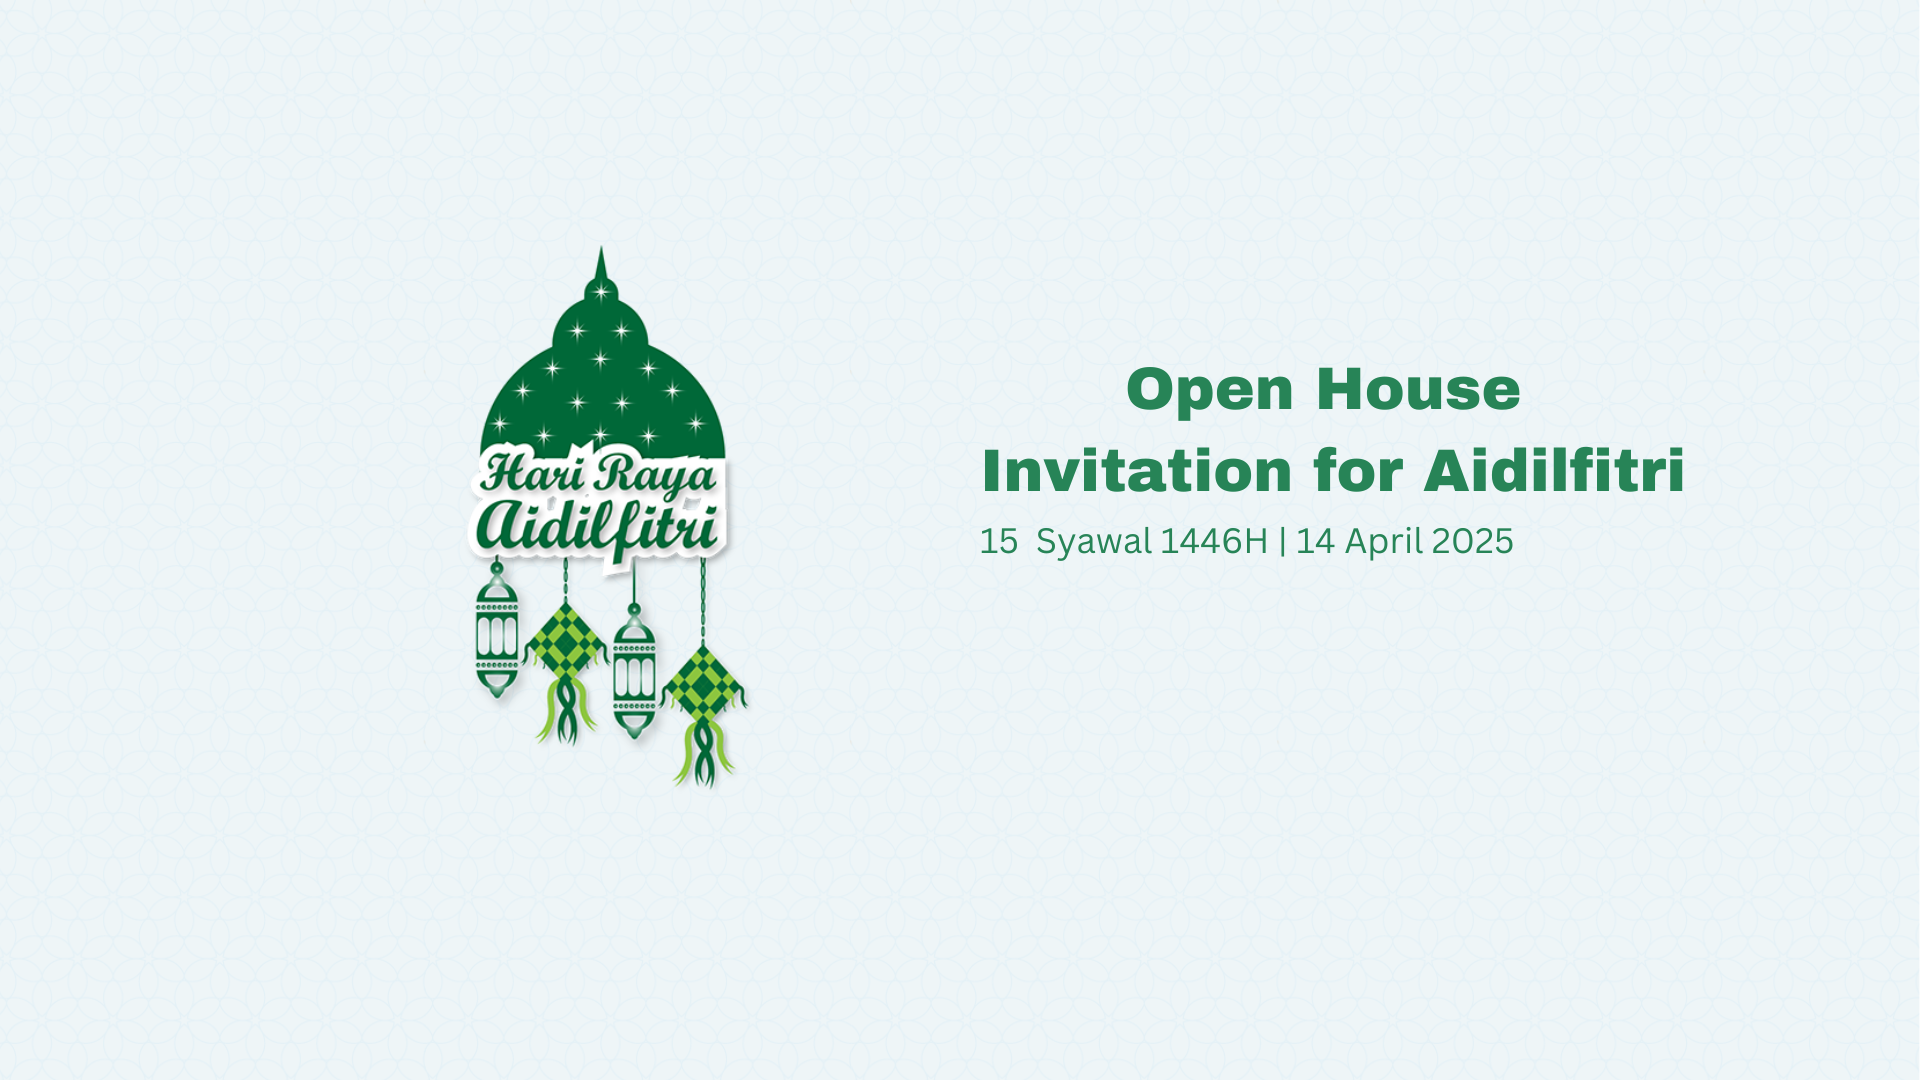 Hari Raya
Aidilfitri
Open House
Invitation for Aidilfitri
15  Syawal 1446H | 14 April 2025